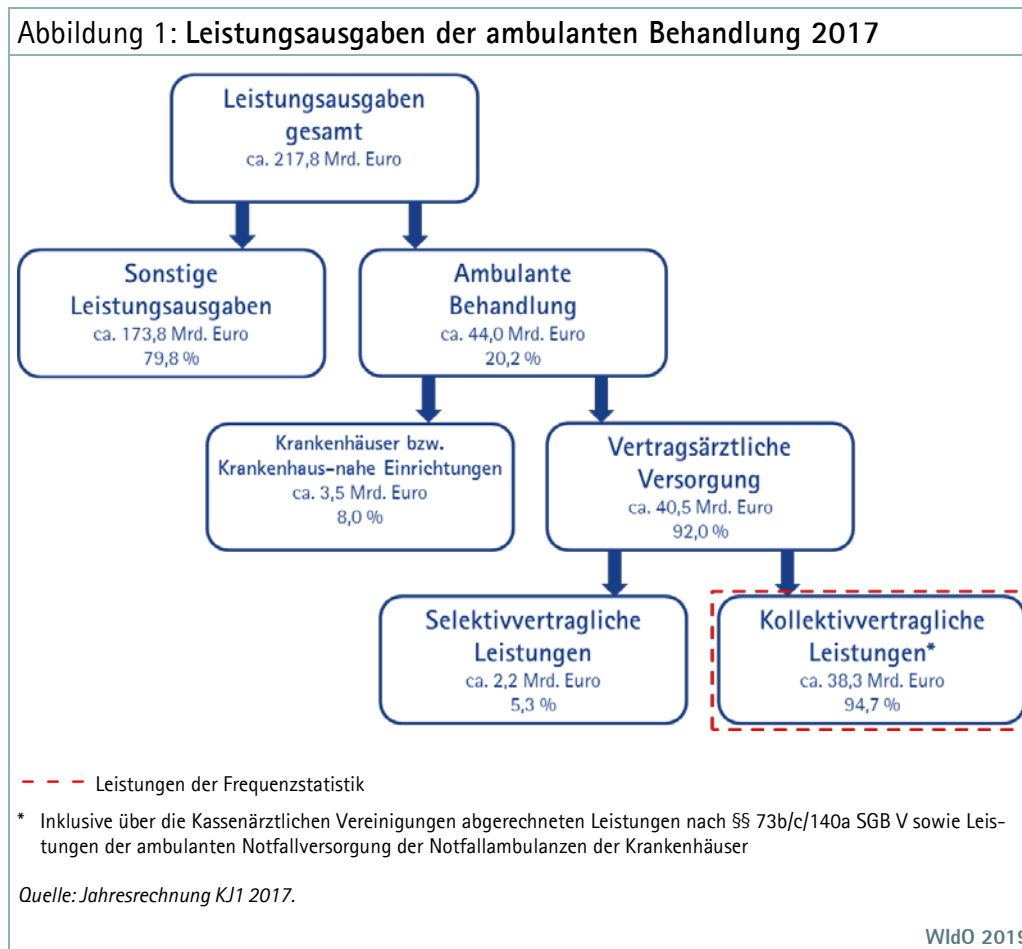 Abbildung 1: Leistungsausgaben der ambulanten Behandlung 2017
Leistungsausgaben
gesamt
ca. 217,8 Mrd. Euro
Sonstige
Leistungsausgaben
ca. 173,8 Mrd. Euro
79,8 %
Ambulante
Behandlung
ca. 44,0 Mrd. Euro
20,2 %
Krankenhäuser bzw.
Krankenhaus-nahe Einrichtungen
ca. 3,5 Mrd. Euro
8,0 %
Vertragsärztliche
Versorgung
ca. 40,5 Mrd. Euro
92,0 %
Selektivvertragliche
Leistungen
ca. 2,2 Mrd. Euro
5,3 %
Kollektivvertragliche
Leistungen*
ca. 38,3 Mrd. Euro
94,7 %
Leistungen der Frequenzstatistik
* Inklusive über die Kassenärztlichen Vereinigungen abgerechneten Leistungen nach §§ 73b/c/140a SGB V sowie Leis-
tungen der ambulanten Notfallversorgung der Notfallambulanzen der Krankenhäuser
Quelle: Jahresrechnung KJ1 2017.
WIdO 2019